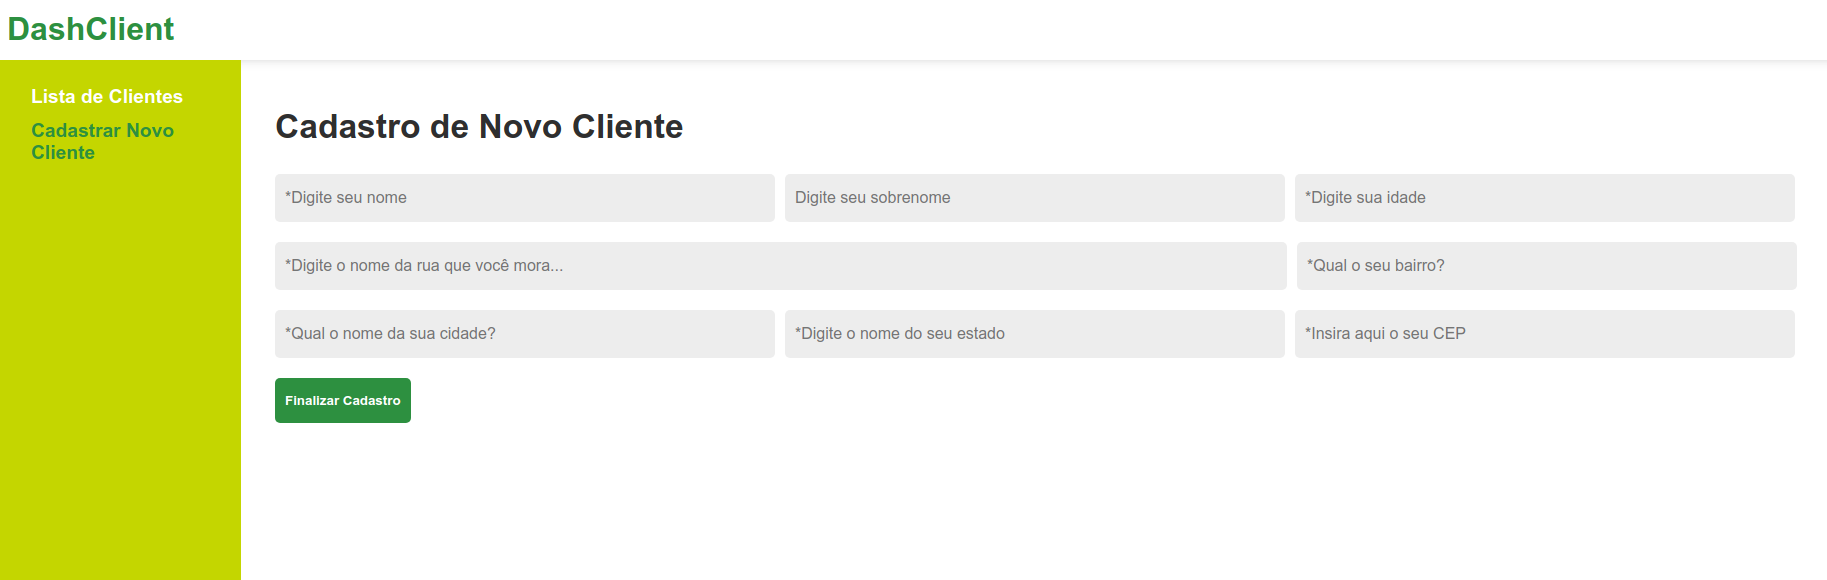 DashClient
Lista de Clientes
Cadastrar Novo
Cliente
Cadastro de Novo Cliente
*Digite seu nome
Digite seu sobrenome
*Digite sua idade
*Digite o nome da rua que você mora...
*Qual o seu bairro?
*Qual o nome da sua cidade?
*Digite o nome do seu estado
*Insira aqui o seu CEP
Finalizar Cadastro